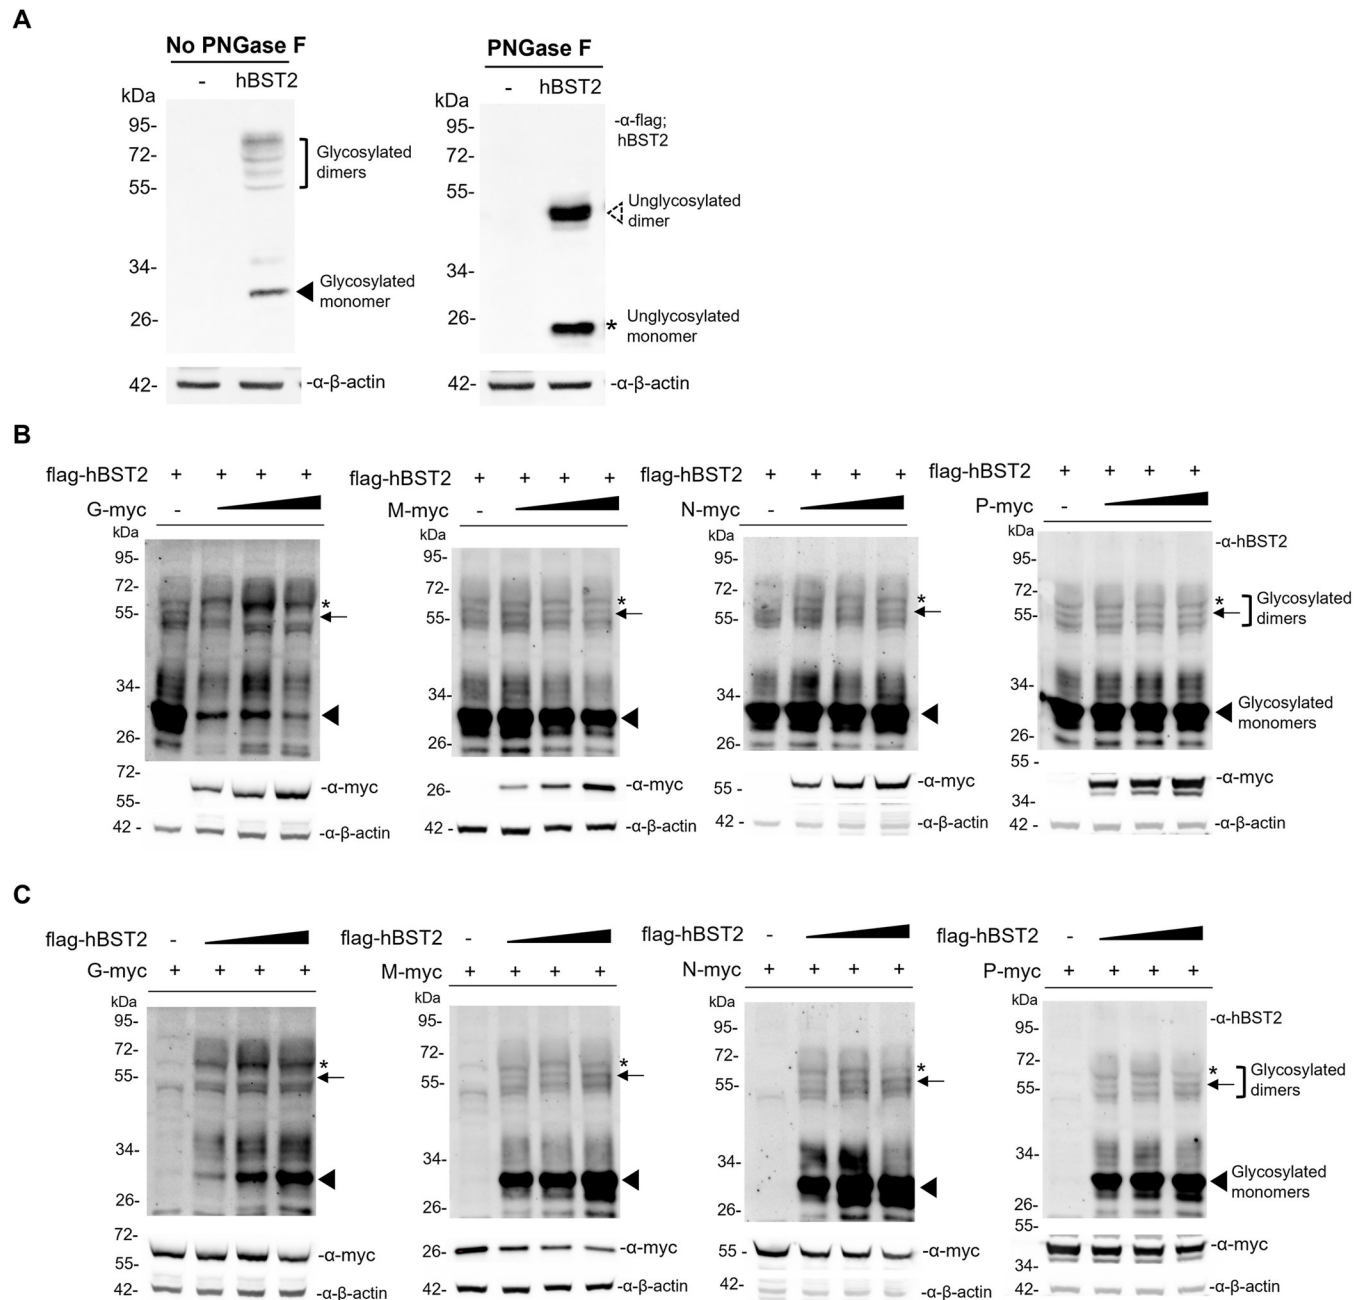 A
No PNGase F
PNGase F
- hBST2
- hBST2
kDa
kDa
95-
72-
55-
34-
26-
42-
Glycosylated
dimers
Glycosylated
monomer
-α-β-actin
95-
72-
55-
34-
26-
42-
-α-flag;
hBST2
Unglycosylated
dimer
* Unglycosylated
monomer
-α-β-actin
B
flag-hBST2 + + + +
G-myc -
kDa
95-
72-
55-
34-
26-
72-
55-
42 -
*
-α-myc
-α-β-actin
flag-hBST2 + + + +
M-myc -
kDa
95-
72-
55-
34-
26-
26-
42 -
*
-α-myc
-α-β-actin
flag-hBST2 + + + +
N-myc -
kDa
95-
72-
55-
34-
26-
55 -
42 -
*
-α-myc
-α-β-actin
flag-hBST2 + + + +
P-myc -
kDa
95-
72-
55-
34-
26-
55 -
34-
42 -
-α-hBST2
*
Glycosylated
dimers
Glycosylated
monomers
-α-myc
-α-β-actin
C
flag-hBST2 -
G-myc + + + +
kDa
95-
72-
55-
34-
26-
72-
55-
42-
*
-α-myc
-α-β-actin
flag-hBST2 -
M-myc + + + +
kDa
95-
72-
55-
34-
26-
26-
42-
*
-α-myc
-α-β-actin
flag-hBST2 -
N-myc + + + +
kDa
95-
72-
55-
34-
26-
55 -
42-
*
-α-myc
-α-β-actin
flag-hBST2 -
P-myc + + + +
kDa
95-
72-
55-
34-
26-
55-
34-
42-
-α-hBST2
*
Glycosylated
dimers
Glycosylated
monomers
-α-myc
-α-β-actin